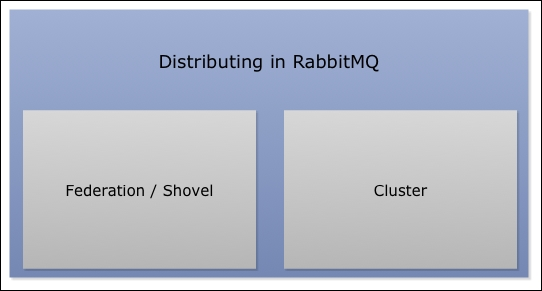 Distributing in RabbitMQ
Federation / Shovel
Cluster